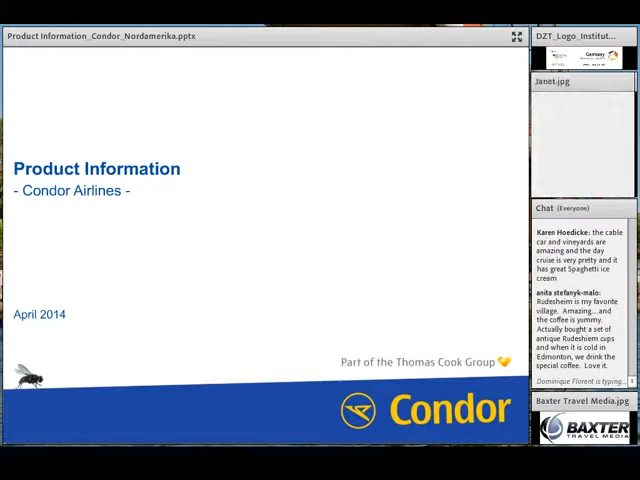 Product Information_Condor_Nordamerika.pptx
Product Information
- Condor Airlines -
April 2014
Part of the Thomas Cook Group
Condor
DZT_Logo_Institut...
Germany
Janet.jpg
Chat (Everyone)
Karen Hoedicke: the cable
car and vineyards are
amazing and the day
cruise is very pretty and it
has great Spaghetti ice
cream
anita stefanyk-malo:
Rudesheim is my favorite
village. Amazing....and
the coffee is yummy.
Actually bought a set of
antique Rudeshiern cups
and when it is cold in
Edmonton, we drink the
special coffee. Love it.
Dominique Florent is typing...
Baxter Travel Media.jpg
BAXTER
TRAVEL MEDIA